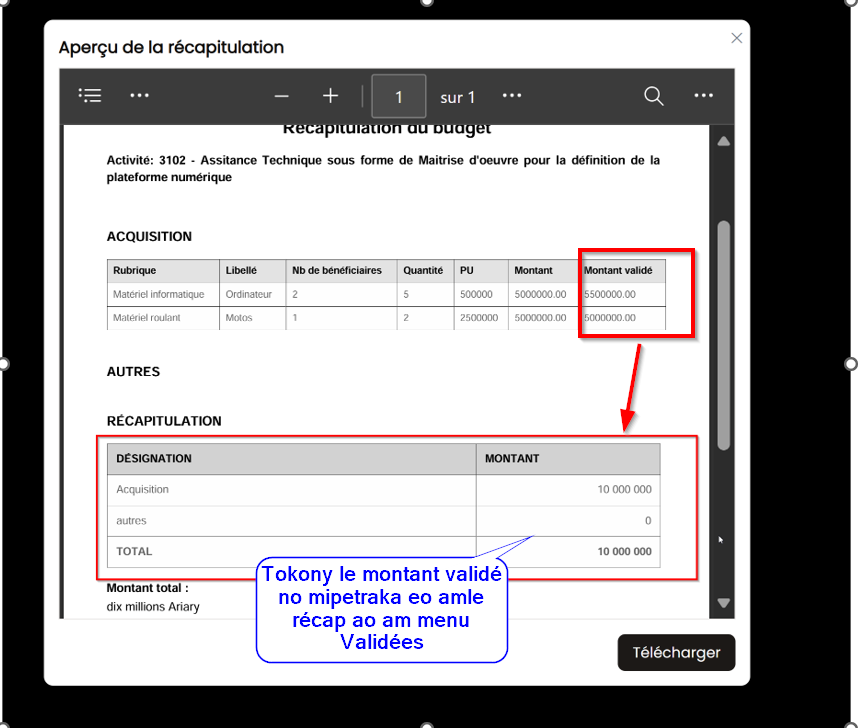 Aperçu de la récapitulation
1 sur 1
Récapitulation du budget
Activité: 3102 - Assitance Technique sous forme de Maitrise d'oeuvre pour la définition de la
plateforme numérique
ACQUISITION
Rubrique Libellé Nb de bénéficiaires Quantité PU Montant Montant validé
Matériel informatique Ordinateur 2 5 500000 5000000.00 5500000.00
Matériel roulant Motos 1 2 2500000 5000000.00 5000000.00
AUTRES
RÉCAPITULATION
DÉSIGNATION MONTANT
Acquisition 10 000 000
autres 0
TOTAL 10 000 000
Montant total :
dix millions Ariary
Tokony le montant validé
no mipetraka eo amle
récap ao am menu
Validées
Télécharger